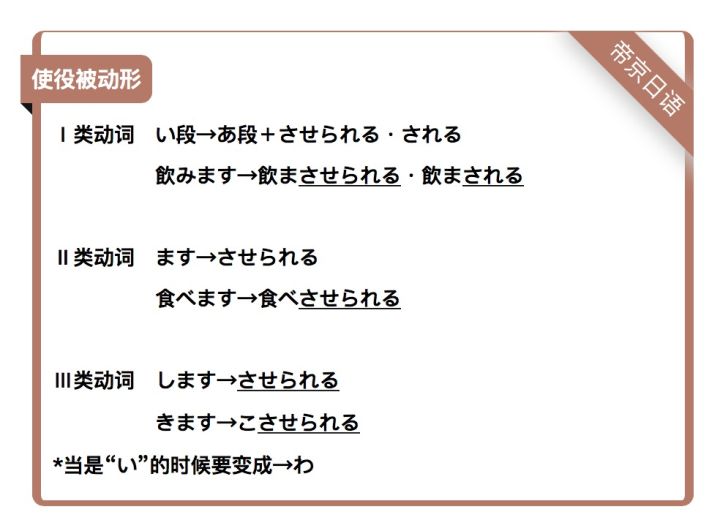 帝京日语
使役被动形
Ⅰ类动词 い段→あ段＋させられる・される
飲みます→飲まさせられる・飲まされる
Ⅱ类动词 ます→させられる
食べます→食べさせられる
Ⅲ类动词 します→させられる
きます→こさせられる
*当是“い”的时候要变成→わ